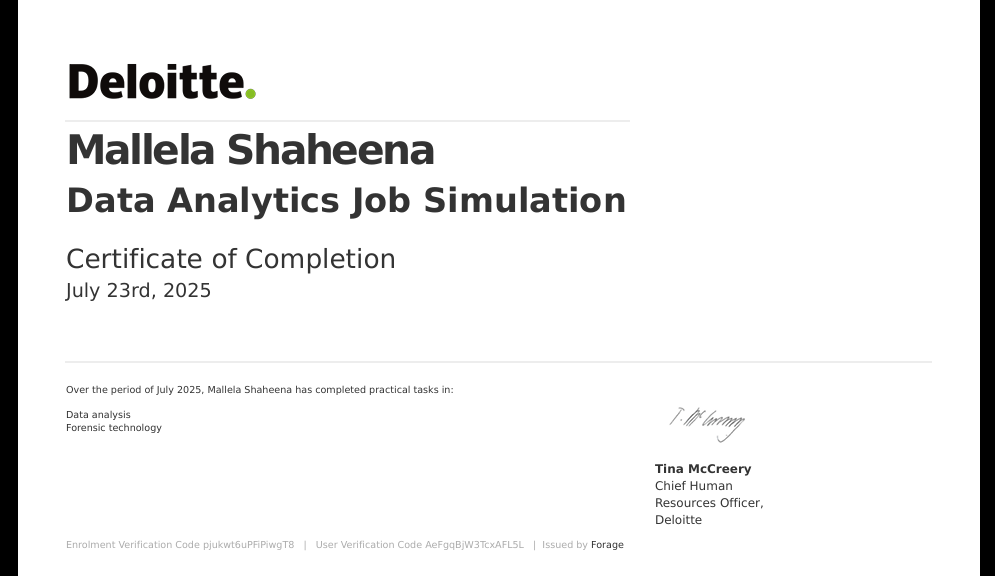 Deloitte.
Mallela Shaheena
Data Analytics Job Simulation
Certificate of Completion
July 23rd, 2025
Over the period of July 2025, Mallela Shaheena has completed practical tasks in:
Data analysis
Forensic technology
T. McCreery
Tina McCreery
Chief Human
Resources Officer,
Deloitte
Enrolment Verification Code pjukwt6uPFiPiwgT8 | User Verification Code AeFgqBjW3TcxAFL5L | Issued by Forage